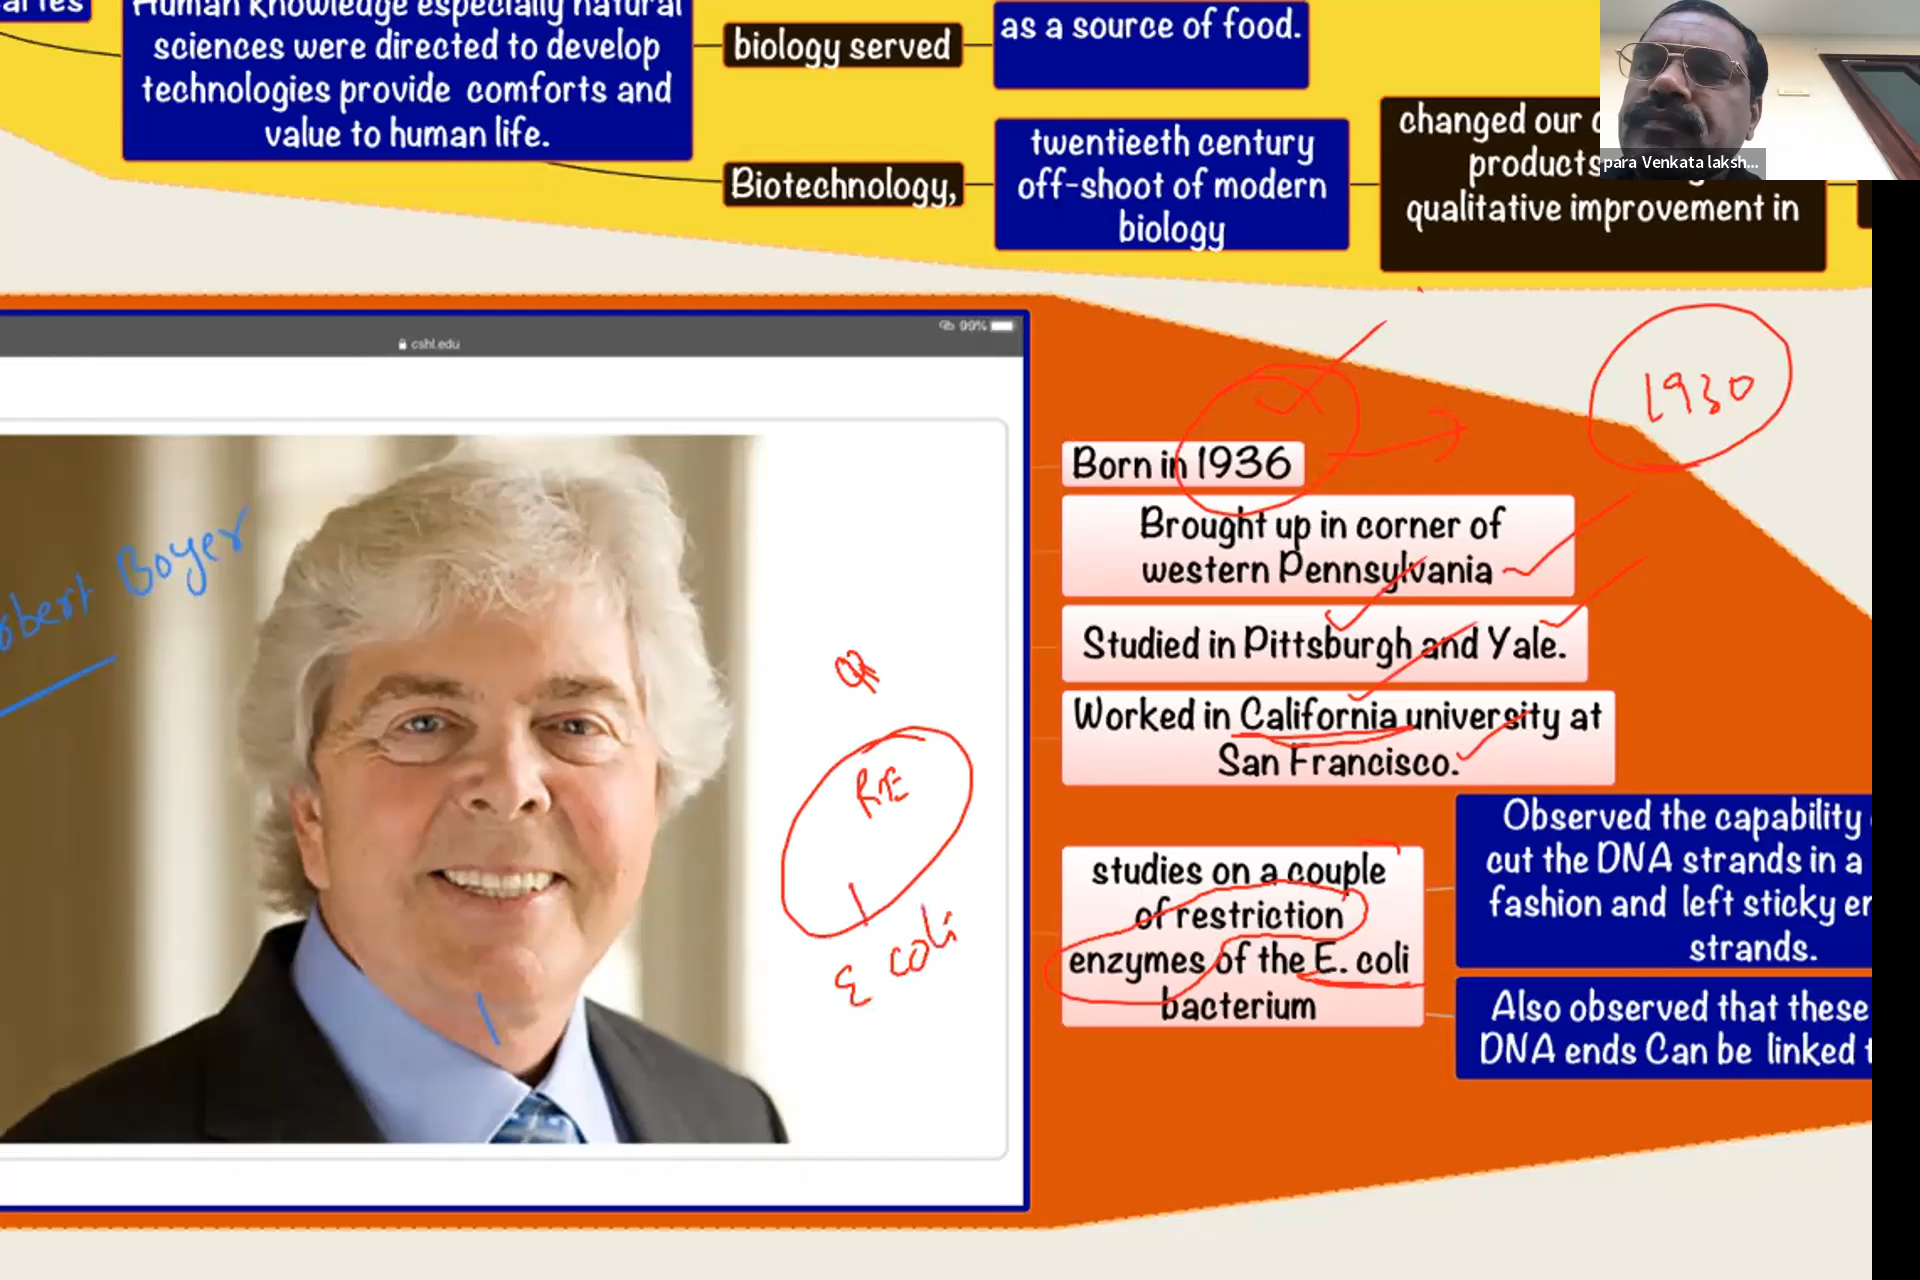 Human knowledge especially natural
sciences were directed to develop
technologies provide comforts and
value to human life.
biology served
as a source of food.
Biotechnology,
twentieeth century
off-shoot of modern
biology
changed our
products
qualitative improvement in
para Venkata laksh...
99%
cshl.edu
1930
Born in 1936
Brought up in corner of
western Pennsylvania
Studied in Pittsburgh and Yale.
Worked in California university at
San Francisco.
studies on a couple
of restriction
enzymes of the E. coli
bacterium
Observed the capability
cut the DNA strands in a
fashion and left sticky
strands.
Also observed that these
DNA ends Can be linked
Boyer
RE
E coli